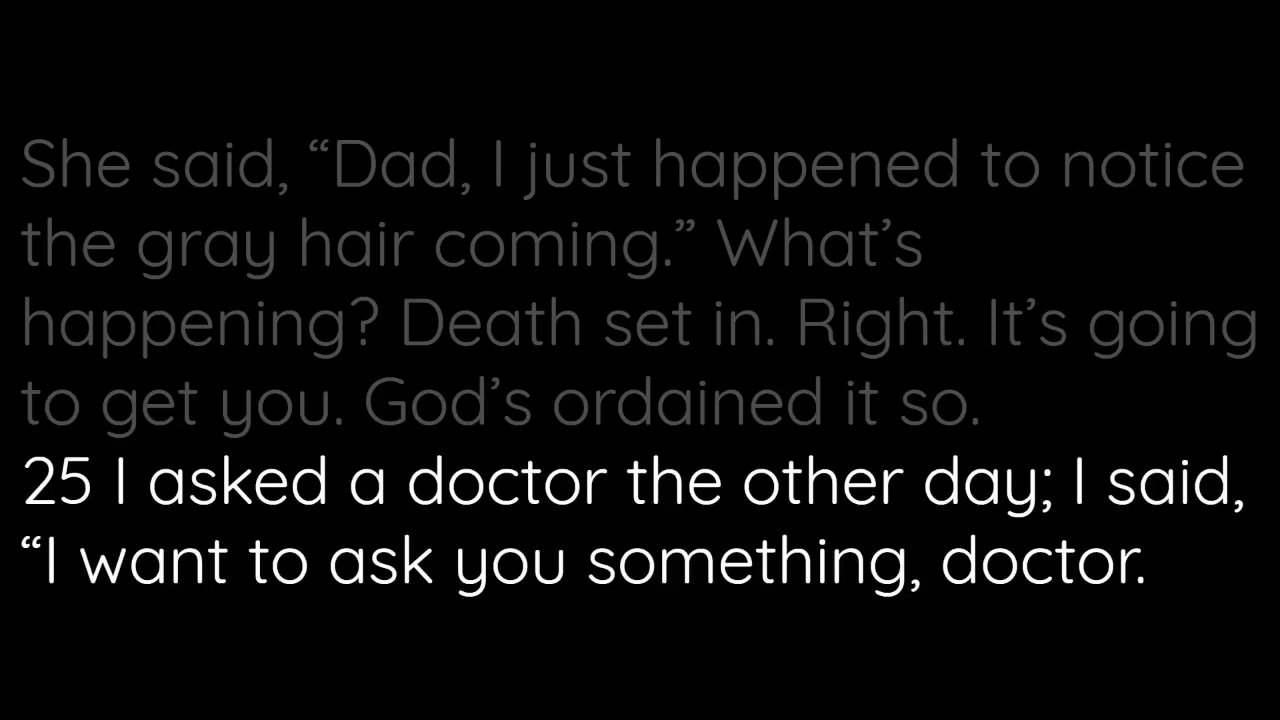 She said, “Dad, I just happened to notice
the gray hair coming.” What’s
happening? Death set in. Right. It’s going
to get you. God’s ordained it so.
25 I asked a doctor the other day; I said,
“I want to ask you something, doctor.